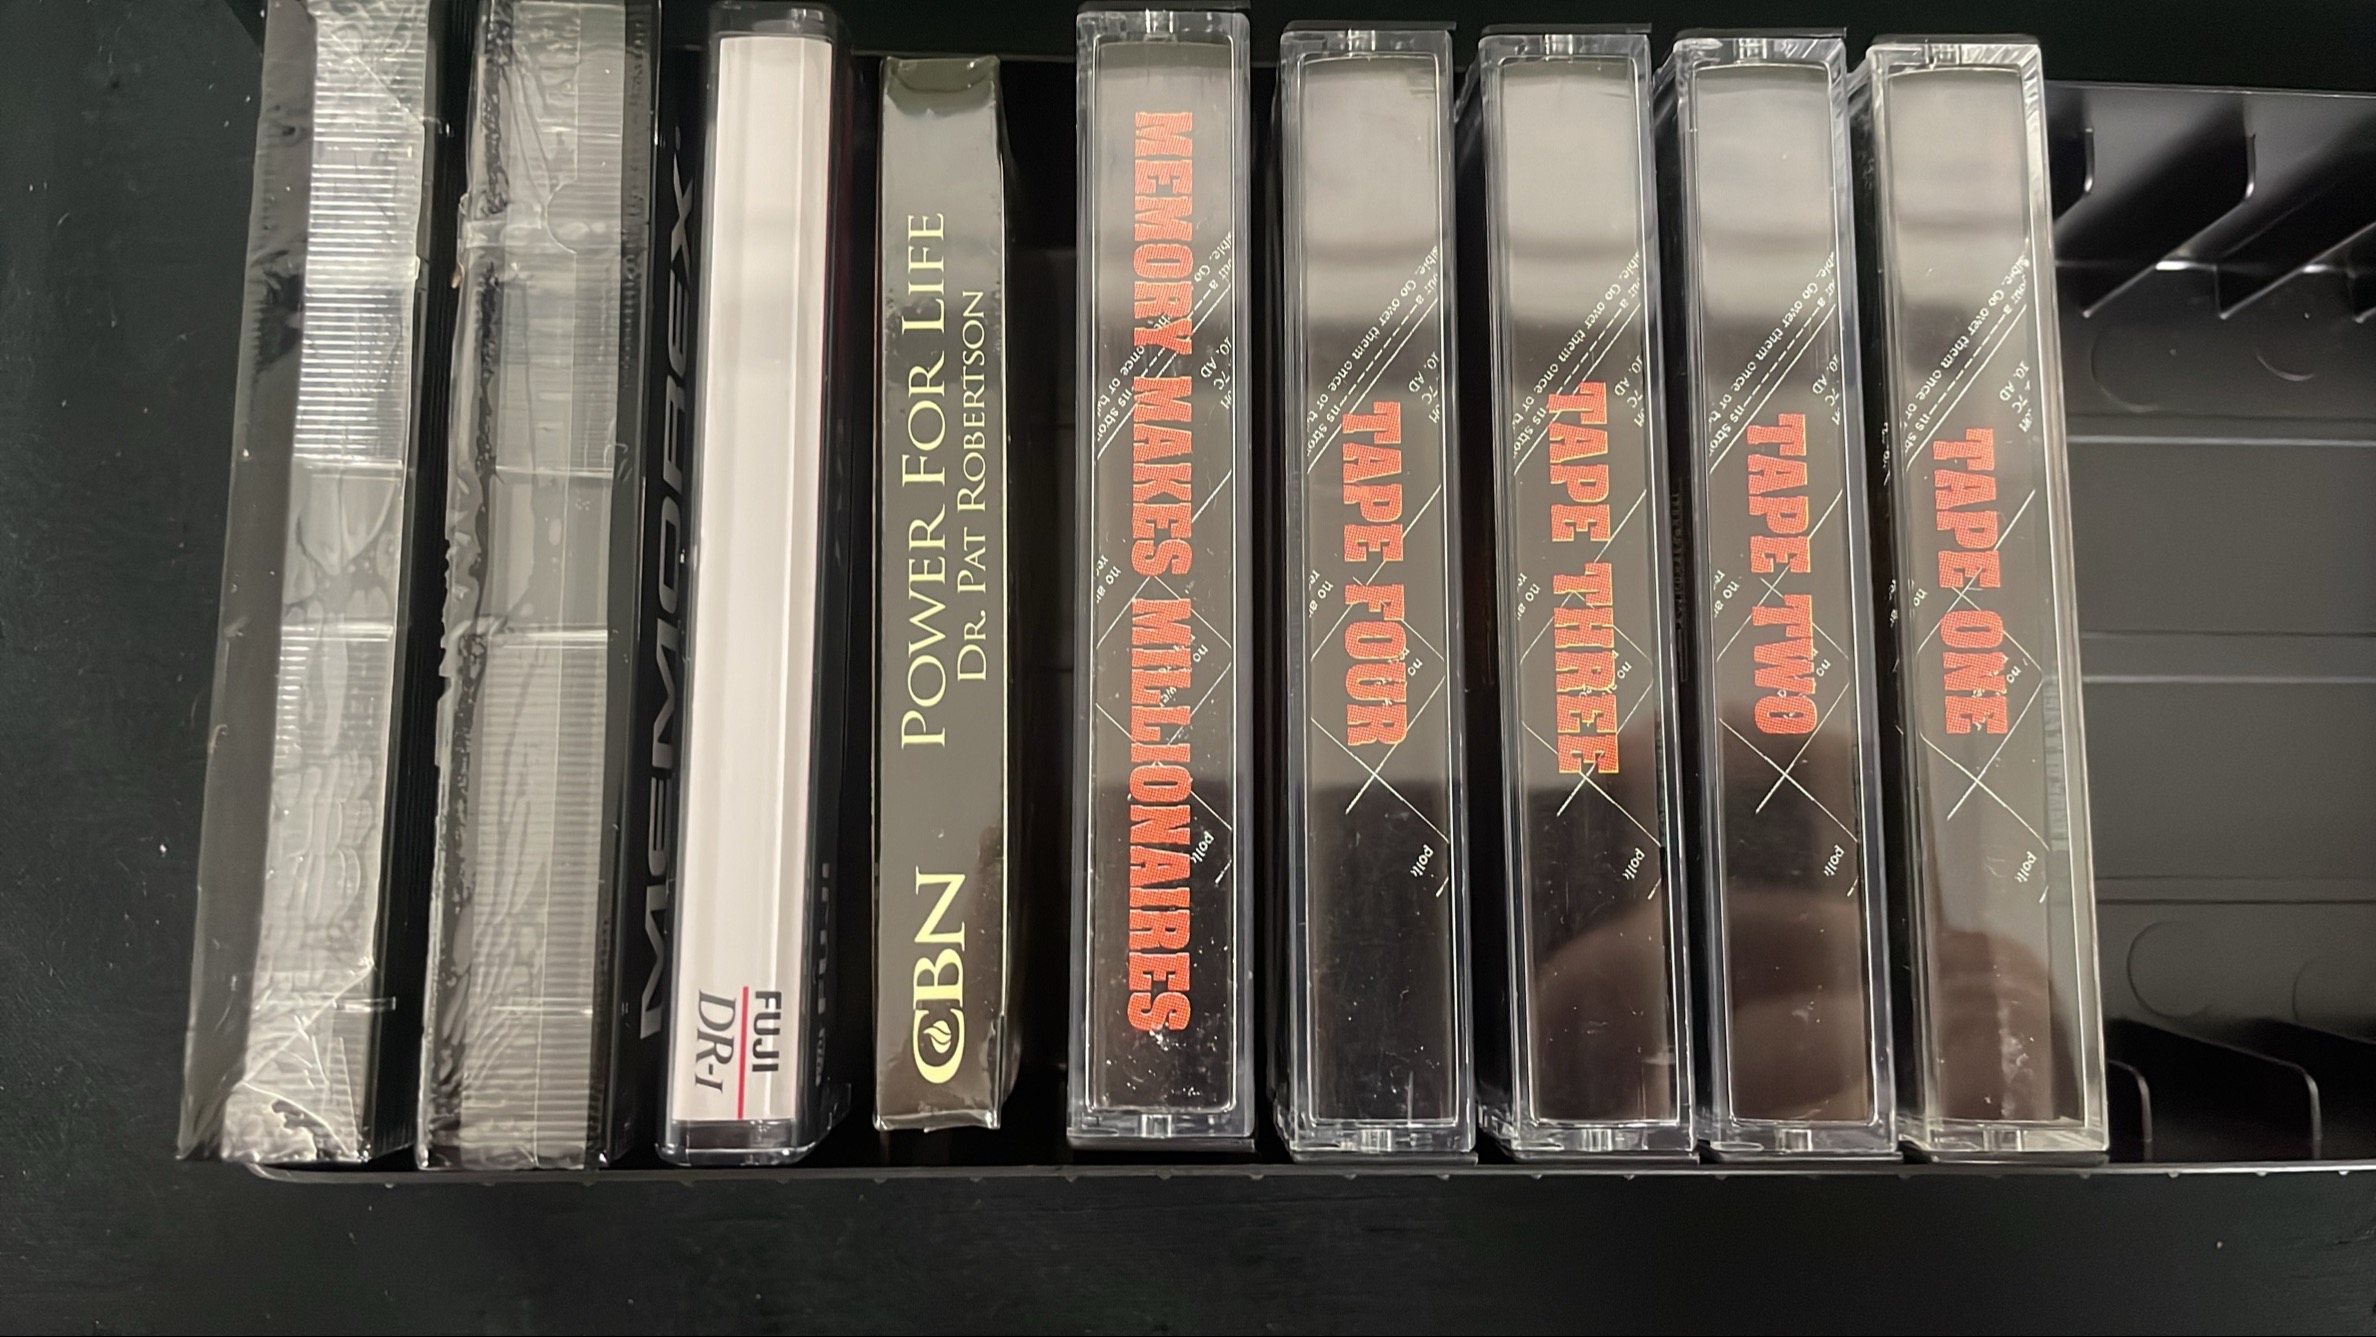 MEMOREX
FUJI
DR-I
POWER FOR LIFE
DR. PAT ROBERTSON
CBN
MEMORY MAKES MILLIONAIRES
TAPE FOUR
TAPE THREE
TAPE TWO
TAPE ONE